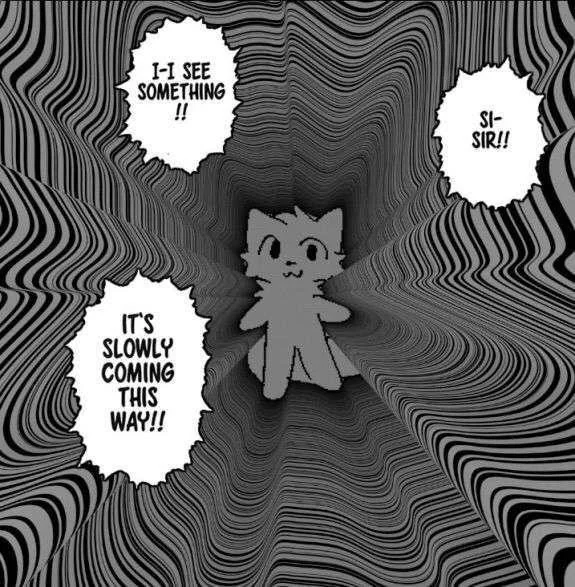 SI-
SIR!!
I-I SEE
SOMETHING
!!
IT'S
SLOWLY
COMING
THIS
WAY!!